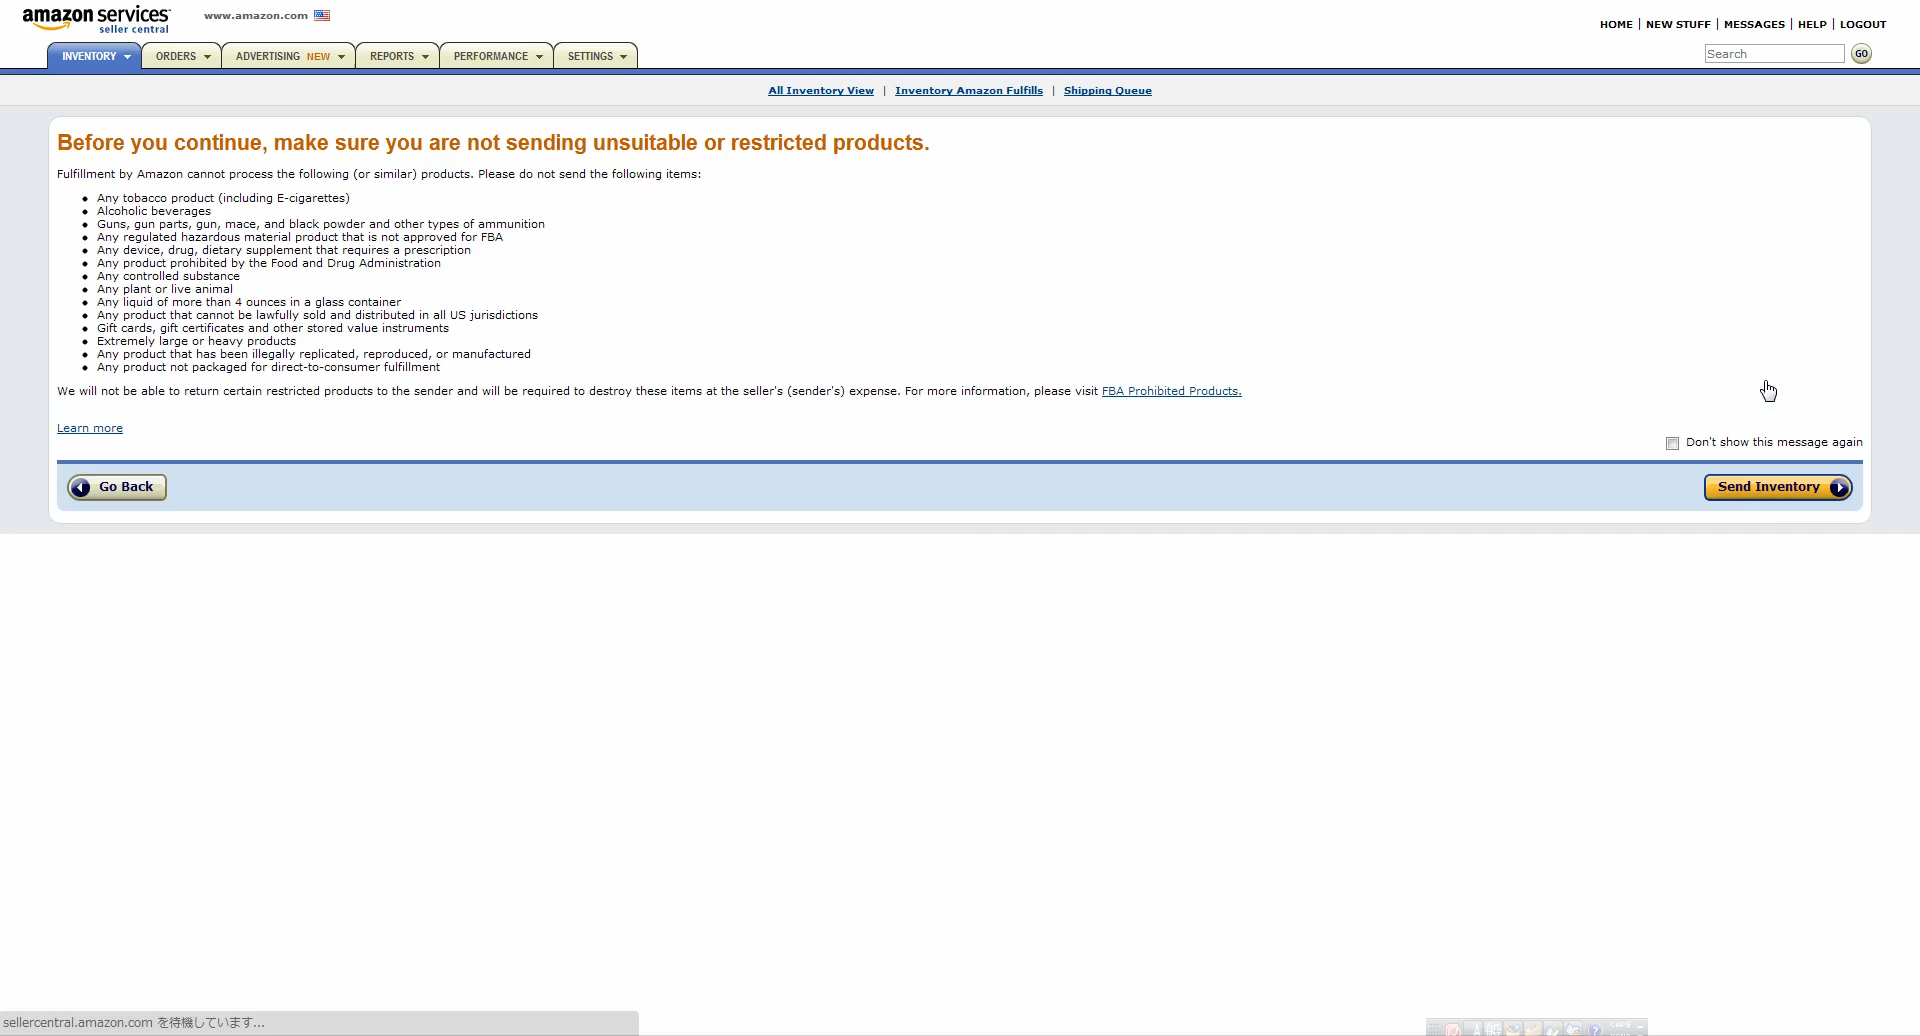 amazon services
seller central
www.amazon.com
HOME | NEW STUFF | MESSAGES | HELP | LOGOUT
INVENTORY ORDERS ADVERTISING NEW REPORTS PERFORMANCE SETTINGS
Search GO
All Inventory View | Inventory Amazon Fulfills | Shipping Queue
Before you continue, make sure you are not sending unsuitable or restricted products.
Fulfillment by Amazon cannot process the following (or similar) products. Please do not send the following items:
Any tobacco product (including E-cigarettes)
Alcoholic beverages
Guns, gun parts, gun, mace, and black powder and other types of ammunition
Any regulated hazardous material product that is not approved for FBA
Any device, drug, dietary supplement that requires a prescription
Any product prohibited by the Food and Drug Administration
Any controlled substance
Any plant or live animal
Any liquid of more than 4 ounces in a glass container
Any product that cannot be lawfully sold and distributed in all US jurisdictions
Gift cards, gift certificates and other stored value instruments
Extremely large or heavy products
Any product that has been illegally replicated, reproduced, or manufactured
Any product not packaged for direct-to-consumer fulfillment
We will not be able to return certain restricted products to the sender and will be required to destroy these items at the seller's (sender's) expense. For more information, please visit FBA Prohibited Products.
Learn more
Don't show this message again
Go Back
Send Inventory
sellercentral.amazon.com を待機しています...